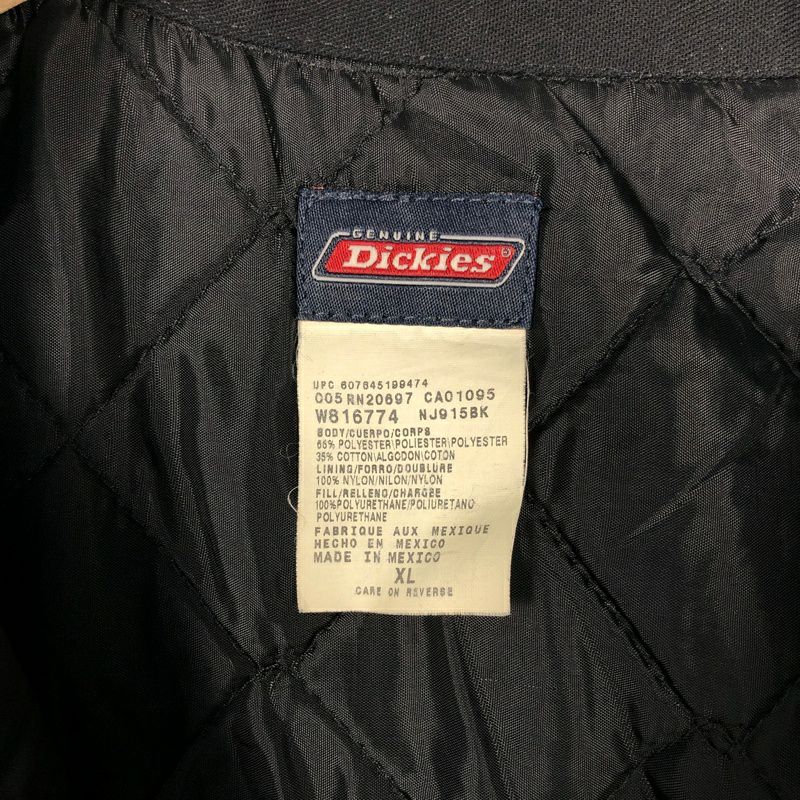 GENUINE
Dickies®
UPC 607645199474
005 RN20697 CA01095
W816774 NJ915BK
BODY/CUERPO/CORPS
65% POLYESTER\POLIESTER\POLYESTER
35% COTTON\ALGODON\COTON
LINING/FORRO/DOUBLURE
100% NYLON/NILON/NYLON
FILL/RELLENO/CHARGEE
100%POLYURETHANE/POLIURETANO
POLYURETHANE
FABRIQUE AUX MEXIQUE
HECHO EN MEXICO
MADE IN MEXICO
XL
CARE ON REVERSE